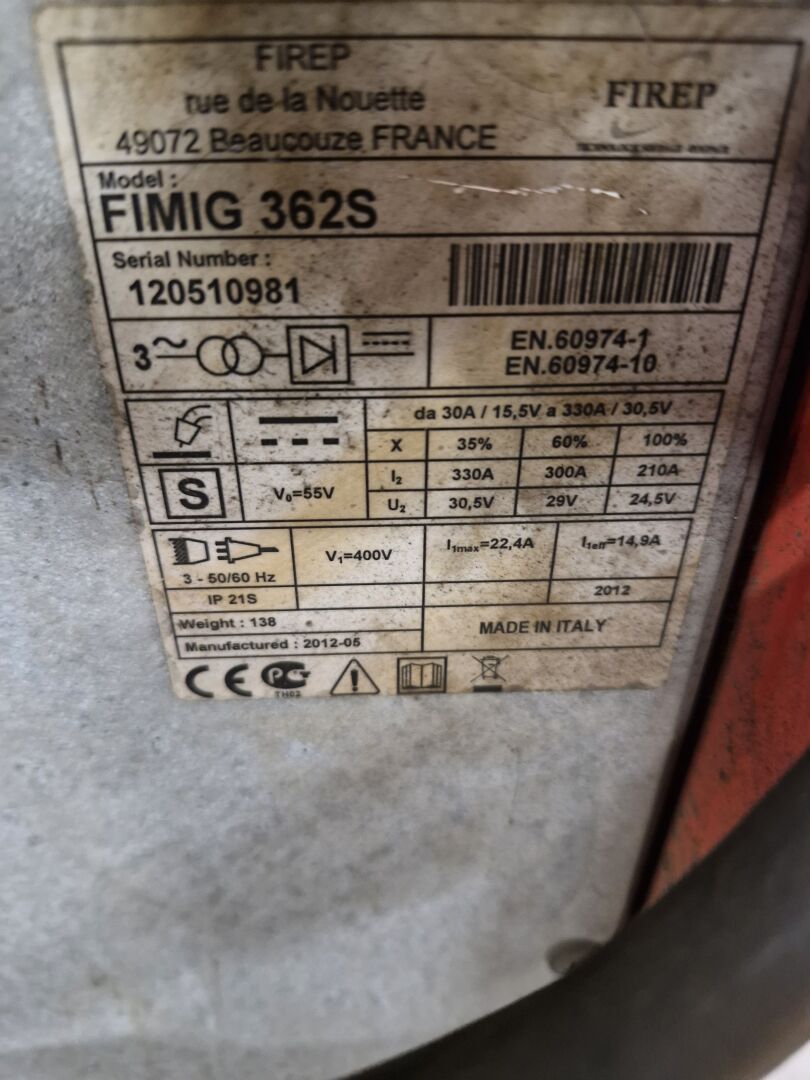 FIREP
rue de la Nouette
49072 Beaucouze FRANCE
FIREP
Model :
FIMIG 362S
Serial Number :
120510981
3~
EN.60974-1
EN.60974-10
da 30A / 15,5V a 330A / 30,5V
X 35% 60% 100%
S
V₀=55V
I₂ 330A 300A 210A
U₂ 30,5V 29V 24,5V
3 - 50/60 Hz
V₁=400V
I₁max=22,4A
I₁eff=14,9A
IP 21S
2012
Weight : 138
Manufactured : 2012-05
MADE IN ITALY
CE PG